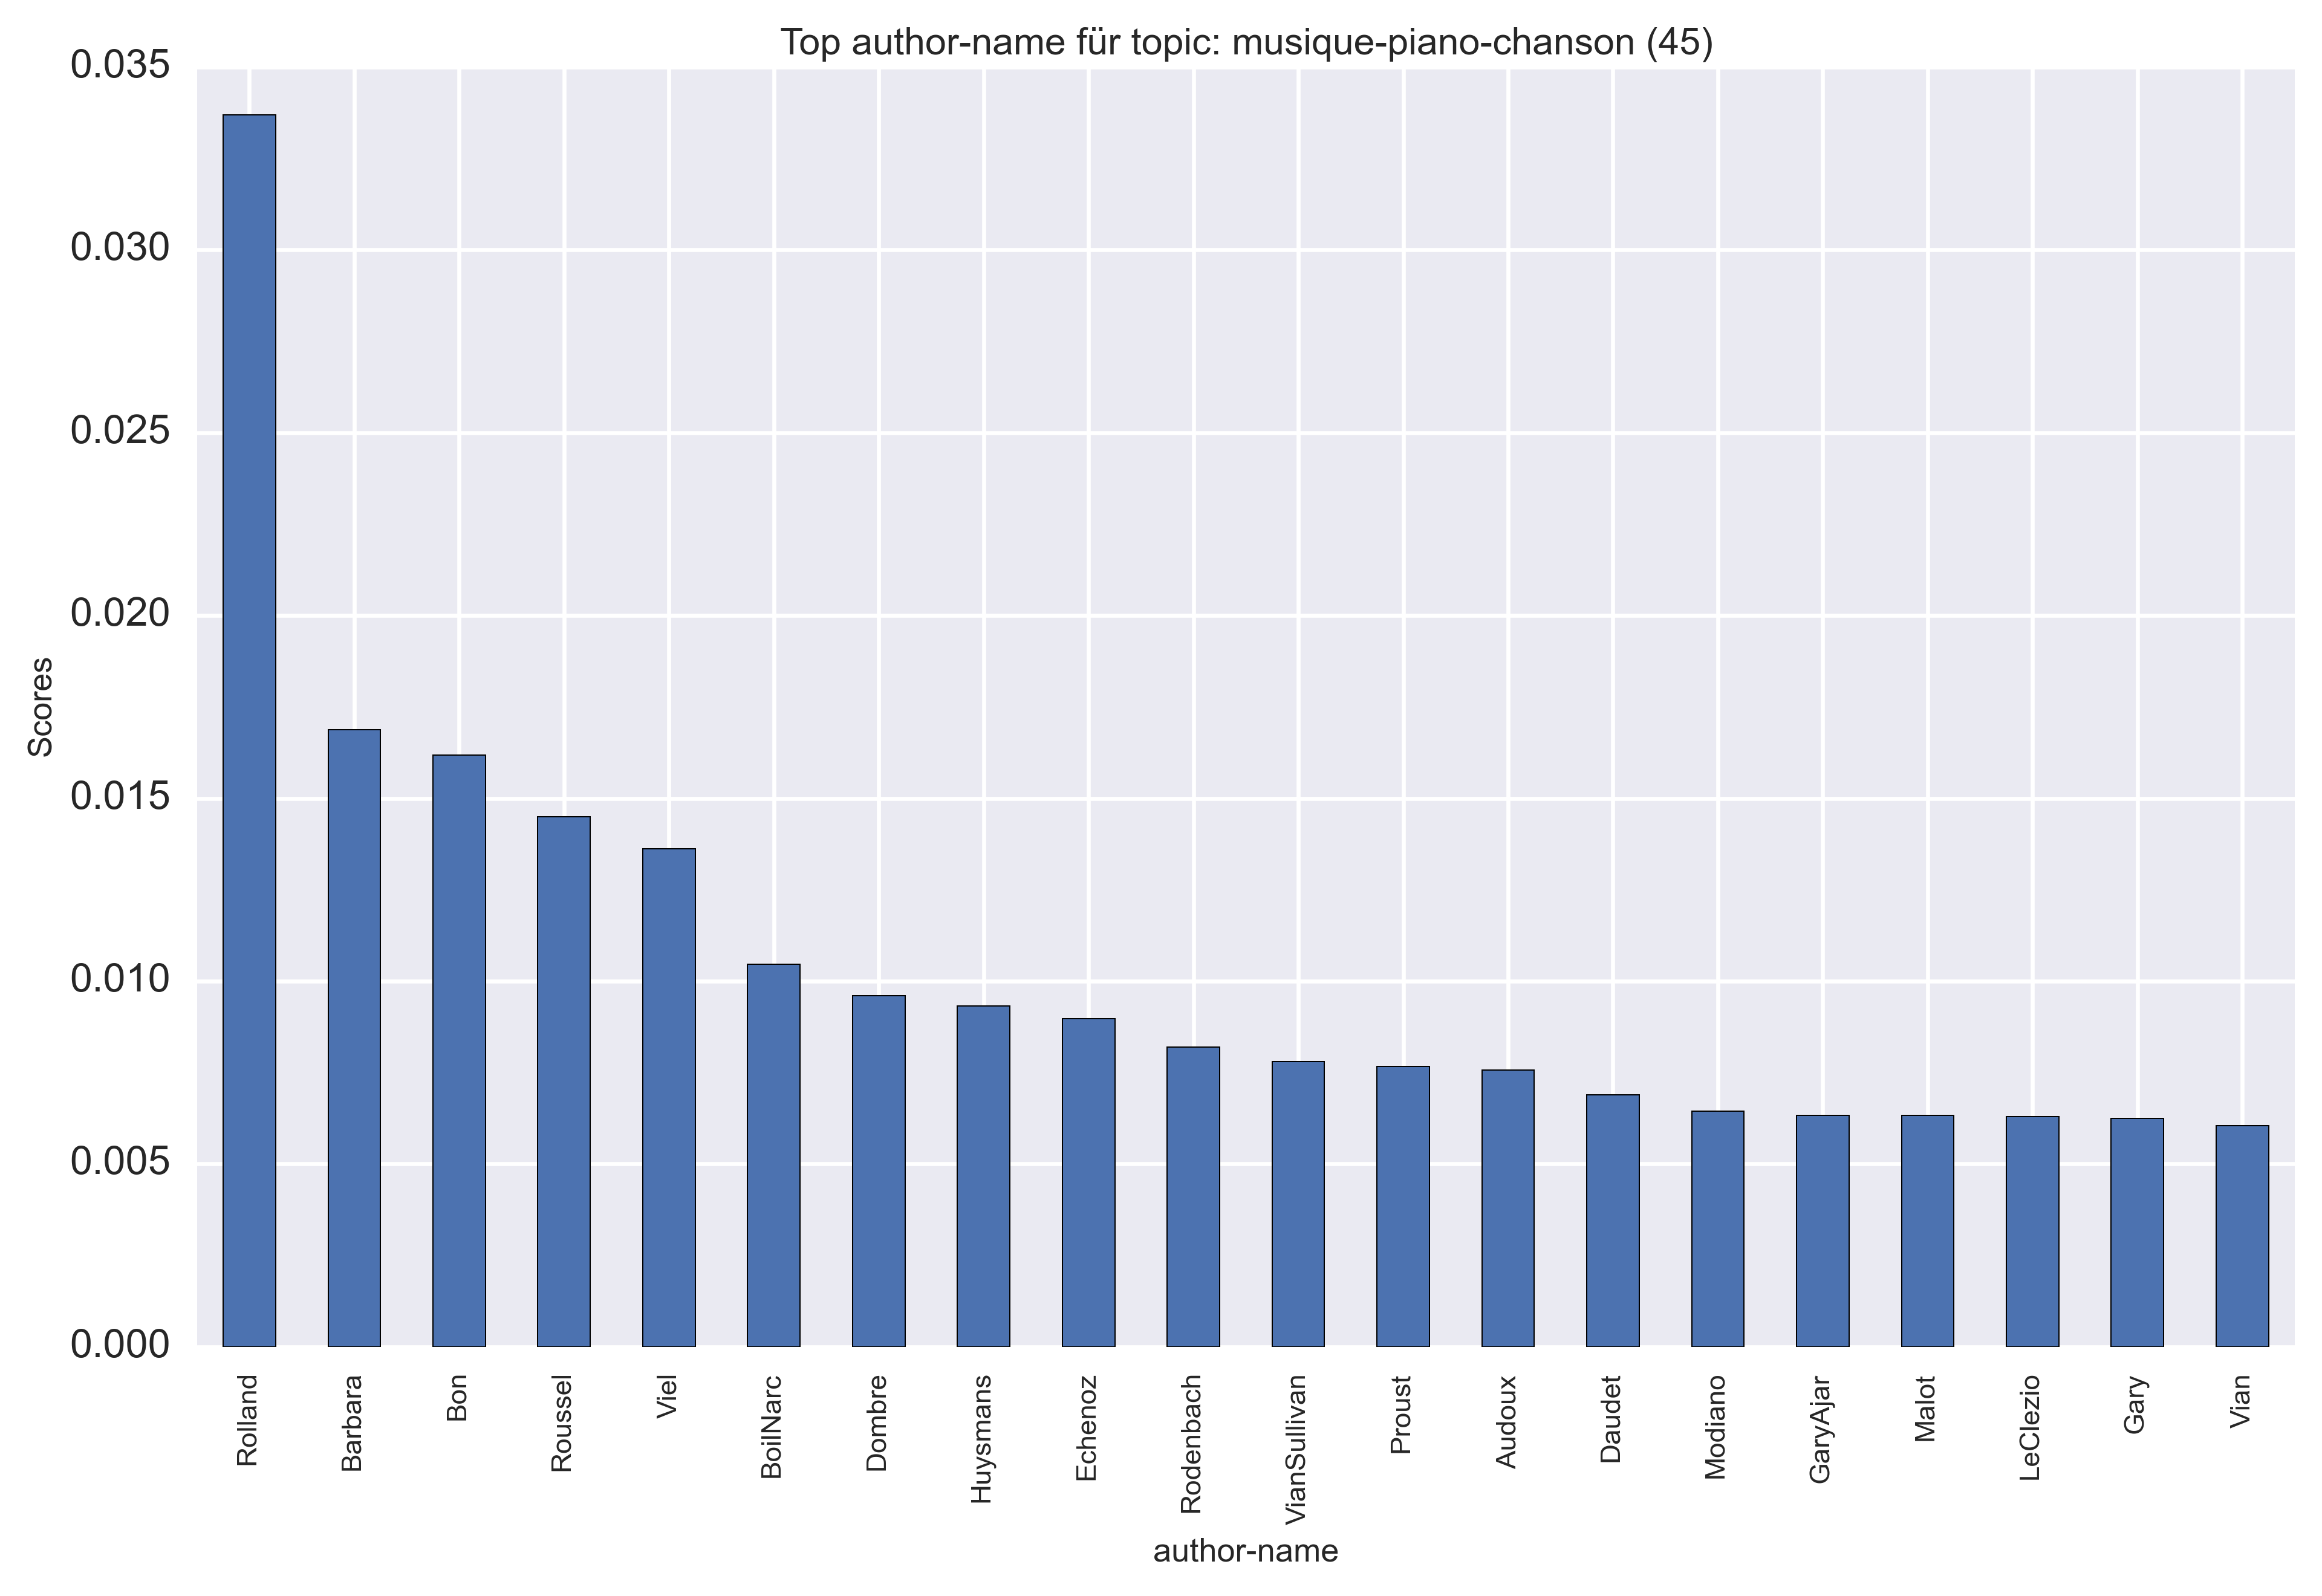 Top author-name für topic: musique-piano-chanson (45)
0.035
0.030
0.025
0.020
0.015
0.010
0.005
0.000
Scores
Rolland
Barbara
Bon
Roussel
Viel
BoilNarc
Dombre
Huysmans
Echenoz
Rodenbach
VianSullivan
Proust
Audoux
Daudet
Modiano
GaryAjar
Malot
LeClezio
Gary
Vian
author-name